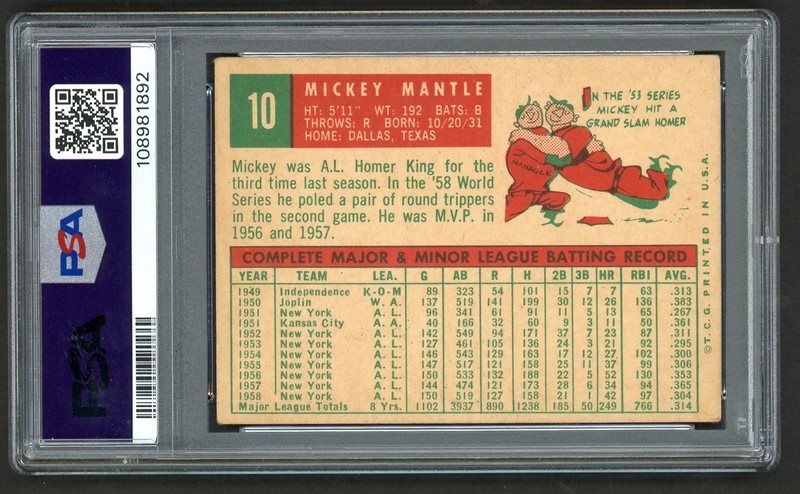 108981892
PSA
PSA
10
MICKEY MANTLE
HT: 5'11" WT: 192 BATS: B
THROWS: R BORN: 10/20/31
HOME: DALLAS, TEXAS
Mickey was A.L. Homer King for the
third time last season. In the '58 World
Series he poled a pair of round trippers
in the second game. He was M.V.P. in
1956 and 1957.
IN THE '53 SERIES
MICKEY HIT A
GRAND SLAM HOMER
MANAGER
COMPLETE MAJOR & MINOR LEAGUE BATTING RECORD
YEAR TEAM LEA. G AB R H 2B 3B HR RBI AVG.
1949 Independence K-O-M 89 323 54 101 15 7 7 63 .313
1950 Joplin W. A. 137 519 141 199 30 12 26 136 .383
1951 New York A. L. 96 341 61 91 11 5 13 65 .267
1951 Kansas City A. A. 40 166 32 60 9 3 11 50 .361
1952 New York A. L. 142 549 94 171 37 7 23 87 .311
1953 New York A. L. 127 461 105 136 24 3 21 92 .295
1954 New York A. L. 146 543 129 163 17 12 27 102 .300
1955 New York A. L. 147 517 121 158 25 11 37 99 .306
1956 New York A. L. 150 533 132 188 22 5 52 130 .353
1957 New York A. L. 144 474 121 173 28 6 34 94 .365
1958 New York A. L. 150 519 127 158 21 1 42 97 .304
Major League Totals 8 Yrs. 1102 3937 890 1238 185 50 249 766 .314
©T.C.G. PRINTED IN U.S.A.